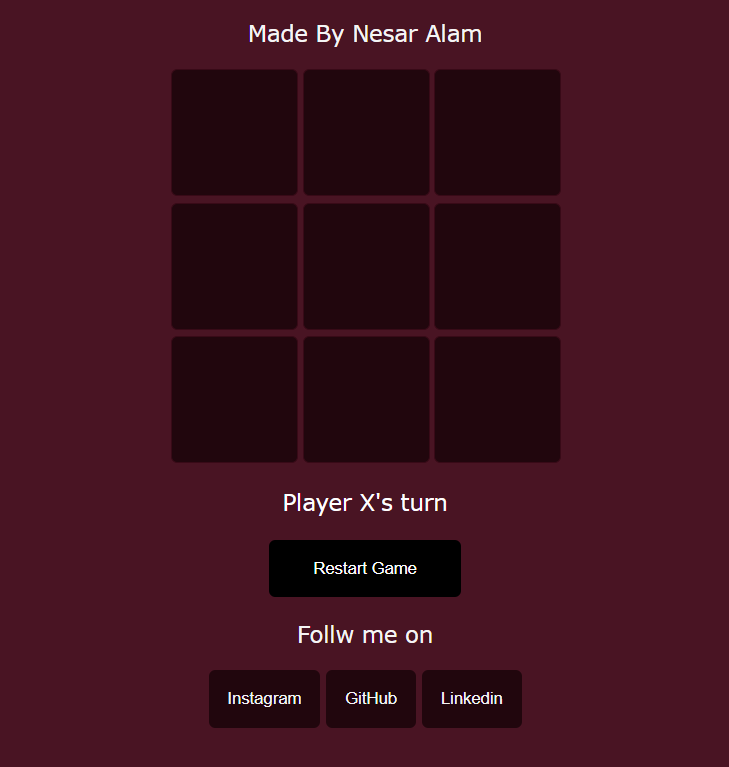 Made By Nesar Alam
Player X's turn
Restart Game
Follw me on
Instagram GitHub Linkedin